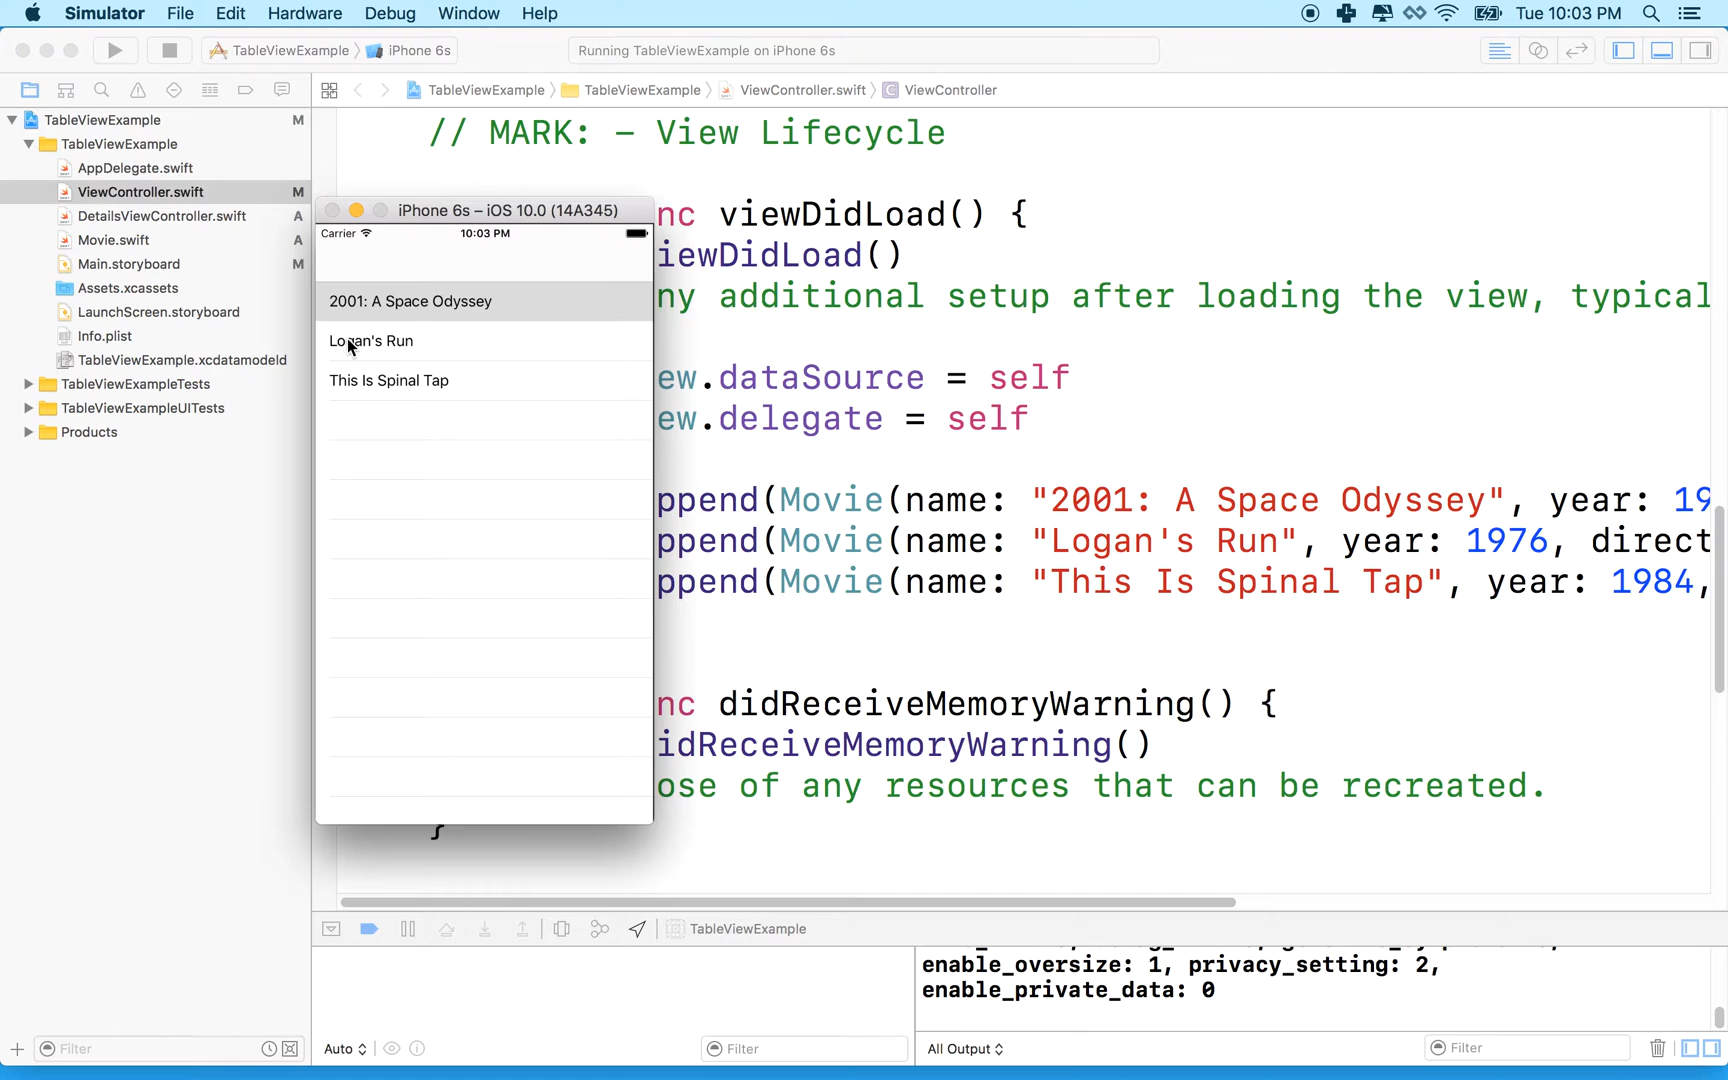 Simulator File Edit Hardware Debug Window Help Tue 10:03 PM
TableViewExample iPhone 6s Running TableViewExample on iPhone 6s
TableViewExample TableViewExample ViewController.swift C ViewController
TableViewExample M
TableViewExample
AppDelegate.swift
ViewController.swift M
DetailsViewController.swift A
Movie.swift A
Main.storyboard M
Assets.xcassets
LaunchScreen.storyboard
Info.plist
TableViewExample.xcdatamodeld
TableViewExampleTests
TableViewExampleUITests
Products
Filter
iPhone 6s – iOS 10.0 (14A345)
Carrier 10:03 PM
2001: A Space Odyssey
Logan's Run
This Is Spinal Tap
// MARK: – View Lifecycle
nc viewDidLoad() {
iewDidLoad()
ny additional setup after loading the view, typical
ew.dataSource = self
ew.delegate = self
ppend(Movie(name: "2001: A Space Odyssey", year: 19
ppend(Movie(name: "Logan's Run", year: 1976, direct
ppend(Movie(name: "This Is Spinal Tap", year: 1984,
nc didReceiveMemoryWarning() {
idReceiveMemoryWarning()
ose of any resources that can be recreated.
}
TableViewExample
enable_oversize: 1, privacy_setting: 2,
enable_private_data: 0
Auto Filter
All Output Filter